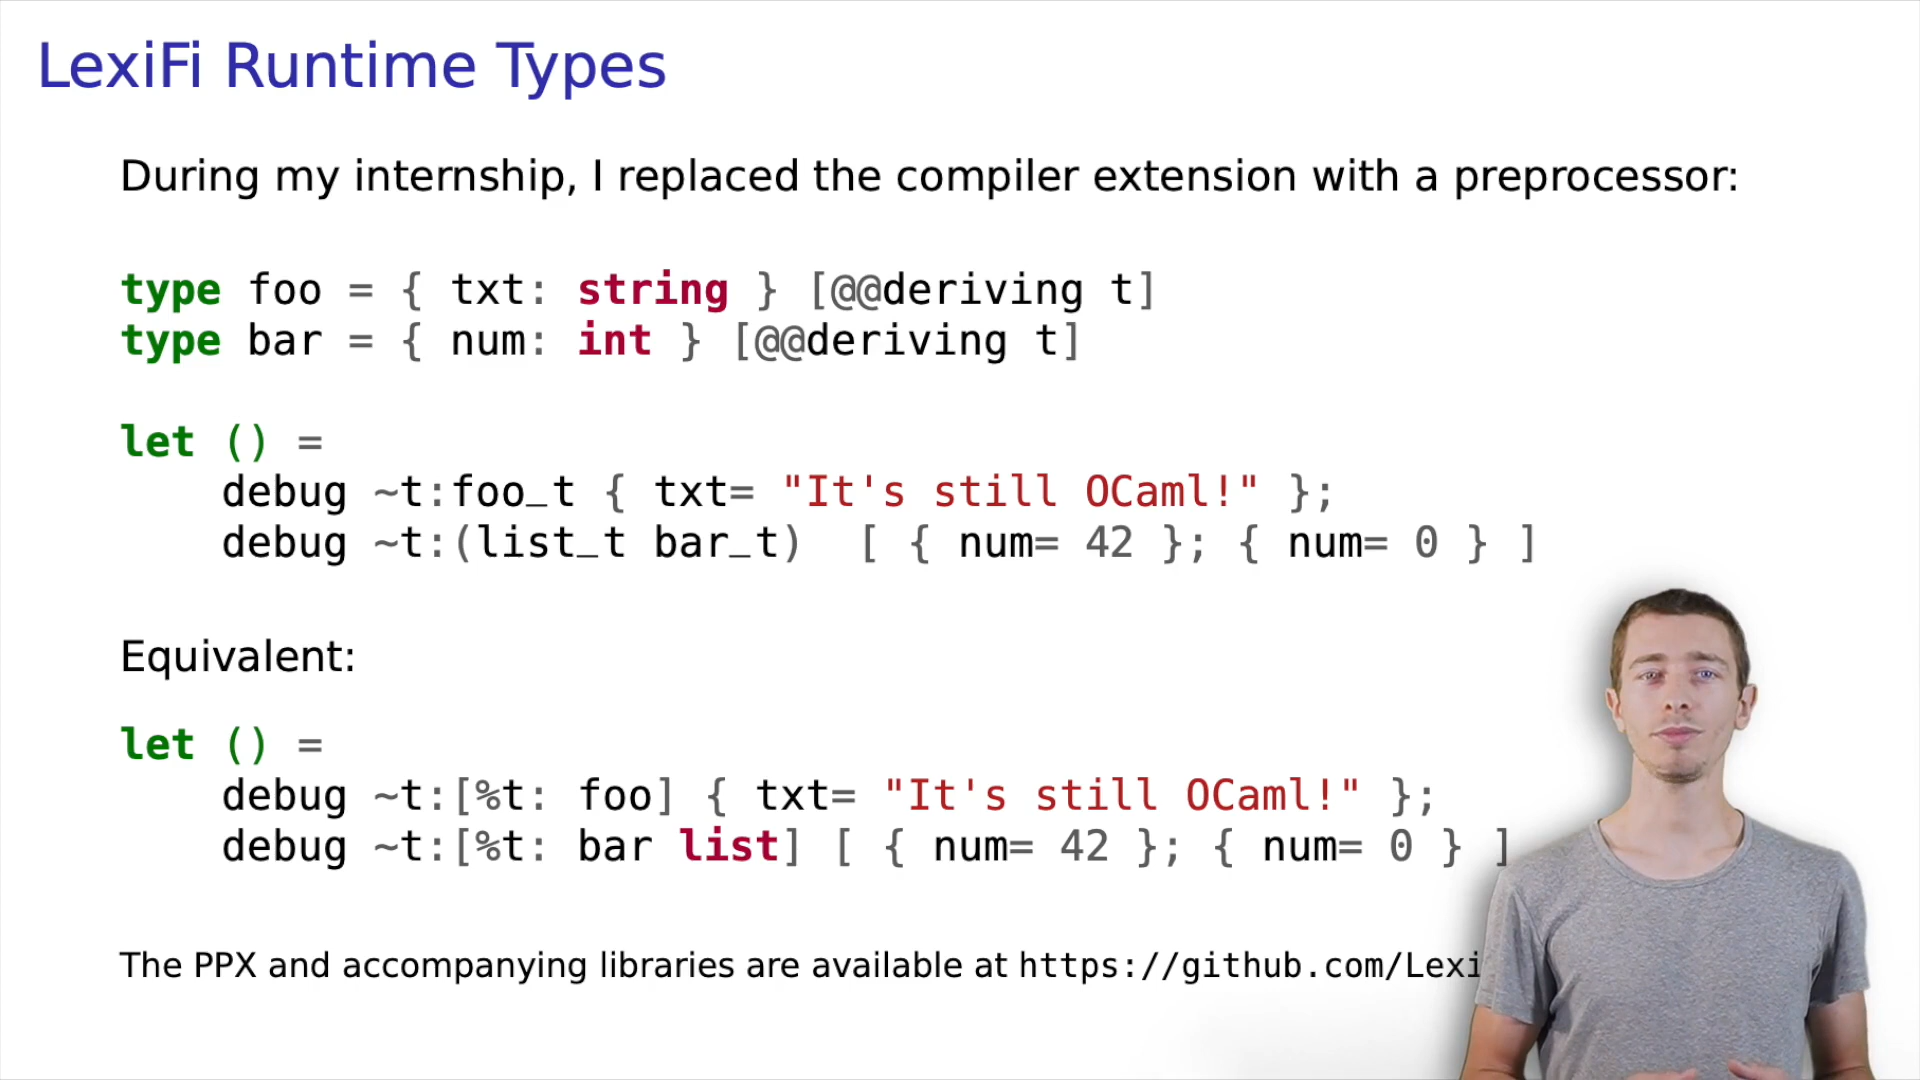 LexiFi Runtime Types
During my internship, I replaced the compiler extension with a preprocessor:
type foo = { txt: string } [@@deriving t]
type bar = { num: int } [@@deriving t]
let () =
debug ~t:foo_t { txt= "It's still OCaml!" };
debug ~t:(list_t bar_t) [ { num= 42 }; { num= 0 } ]
Equivalent:
let () =
debug ~t:[%t: foo] { txt= "It's still OCaml!" };
debug ~t:[%t: bar list] [ { num= 42 }; { num= 0 } ]
The PPX and accompanying libraries are available at https://github.com/Lexi